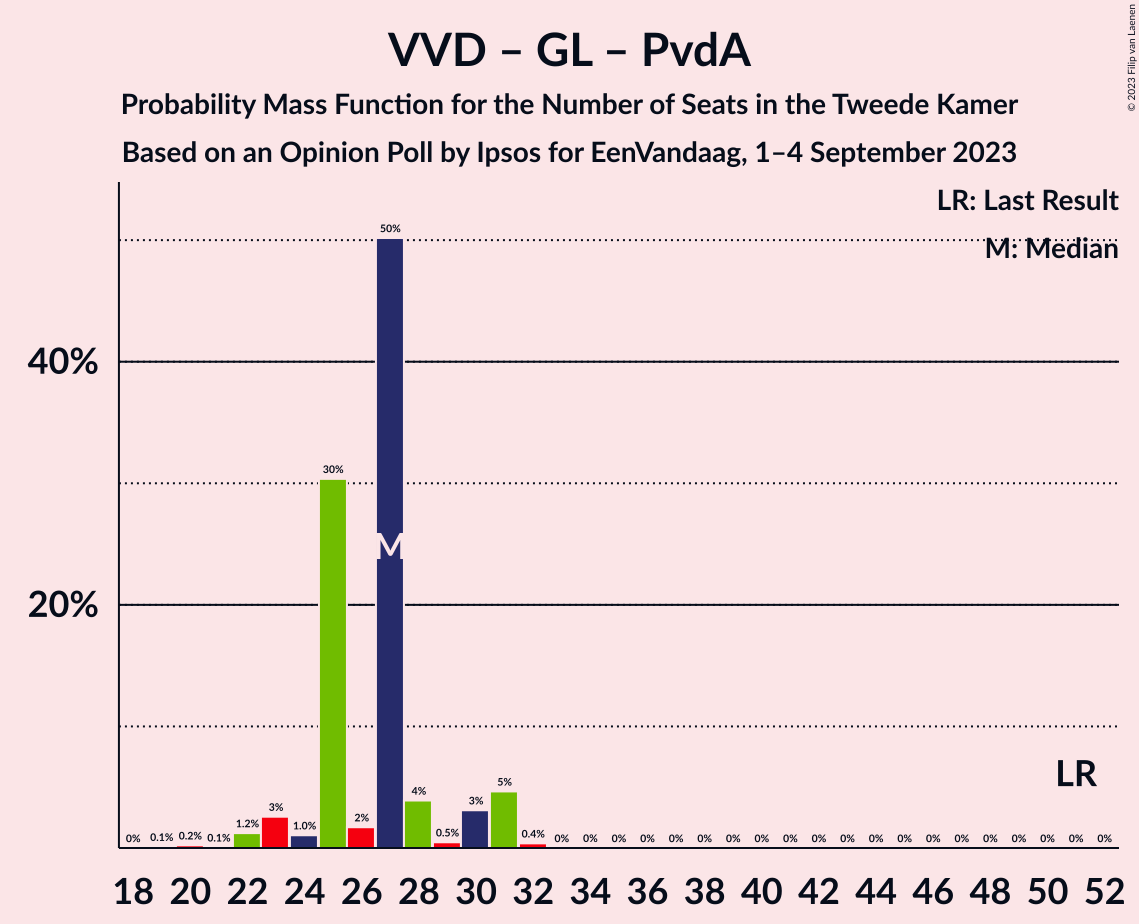 VVD – GL – PvdA
Probability Mass Function for the Number of Seats in the Tweede Kamer
Based on an Opinion Poll by Ipsos for EenVandaag, 1–4 September 2023
© 2023 Filip van Laenen
LR: Last Result
M: Median
50%
40%
30%
M
20%
LR
5%
4%
3%
3%
2%
0% 0.1% 0.2% 0.1% 1.2% 1.0% 0.5% 0.4% 0% 0% 0% 0% 0% 0% 0% 0% 0% 0% 0% 0% 0% 0% 0% 0% 0% 0% 0% 0%
18 20 22 24 26 28 30 32 34 36 38 40 42 44 46 48 50 52